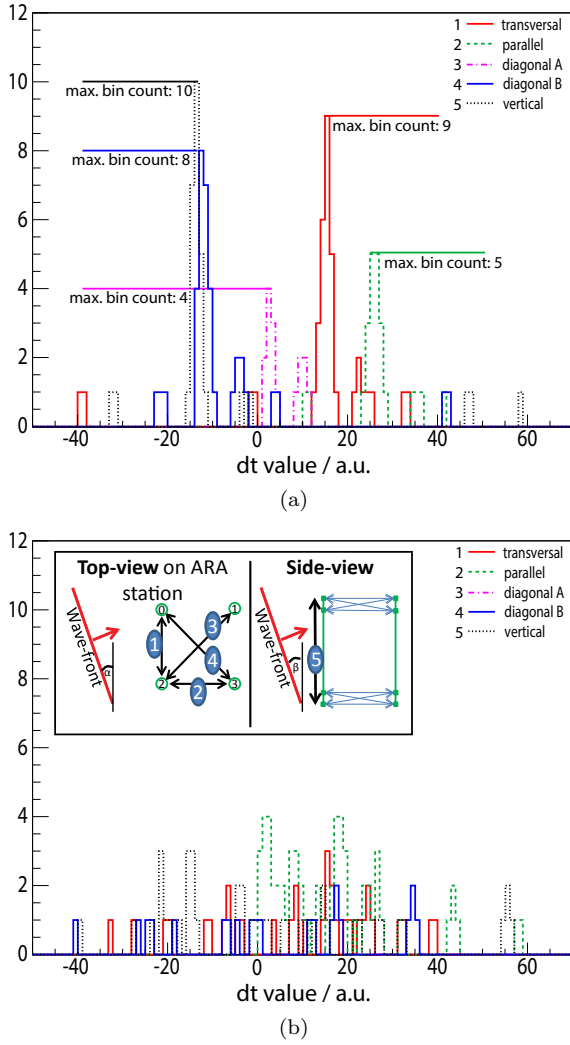 12
10
8
6
4
2
0
1 transversal
2 parallel
3 diagonal A
4 diagonal B
5 vertical
max. bin count: 10
max. bin count: 8
max. bin count: 4
max. bin count: 9
max. bin count: 5
-40 -20 0 20 40 60
dt value / a.u.
(a)
12
10
8
6
4
2
0
1 transversal
2 parallel
3 diagonal A
4 diagonal B
5 vertical
Top-view on ARA
station
Wave-front
α
0
1
2
3
1
3
4
2
Side-view
Wave-front
β
5
-40 -20 0 20 40 60
dt value / a.u.
(b)